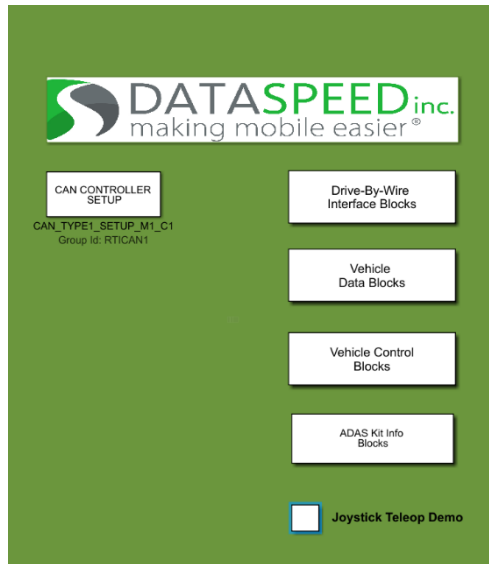 DATASPEED inc.
making mobile easier®
CAN CONTROLLER
SETUP
CAN_TYPE1_SETUP_M1_C1
Group Id: RTICAN1
Drive-By-Wire
Interface Blocks
Vehicle
Data Blocks
Vehicle Control
Blocks
ADAS Kit Info
Blocks
Joystick Teleop Demo